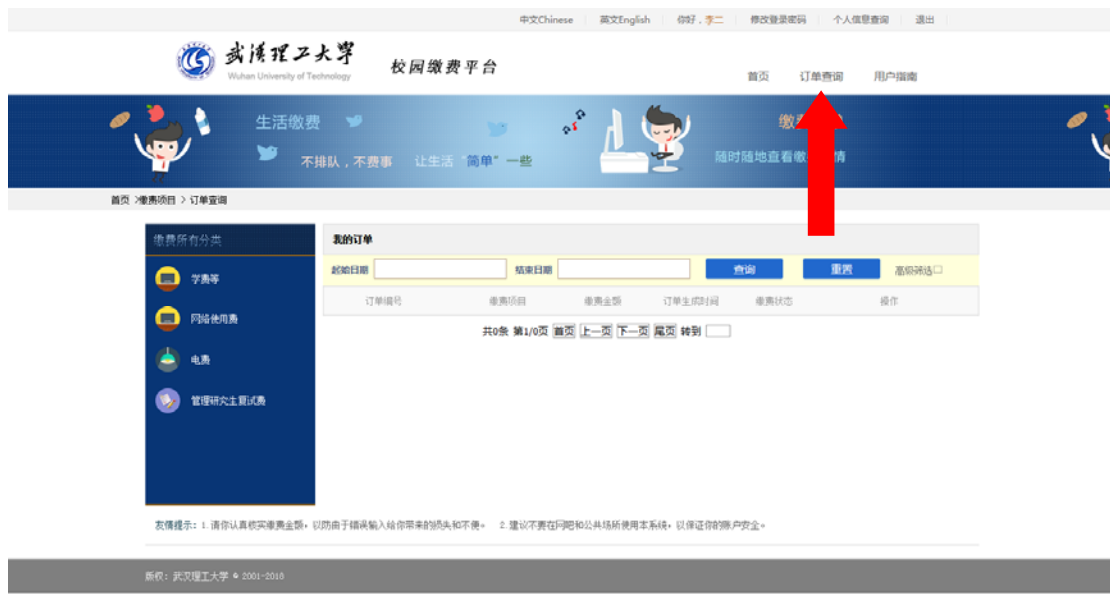 中文Chinese 英文English 你好，李二 修改登录密码 个人信息查询 退出
武汉理工大学
Wuhan University of Technology
校园缴费平台
首页 订单查询 用户指南
生活缴费
不排队，不费事 让生活“简单”一些
缴
随时随地查看缴 情
首页 >缴费项目 > 订单查询
缴费所有分类
学费等
网络使用费
电费
管理研究生复试费
我的订单
起始日期 结束日期 查询 重置 高级筛选
订单编号 缴费项目 缴费金额 订单生成时间 缴费状态 操作
共0条 第1/0页 首页 上一页 下一页 尾页 转到
友情提示：1.请你认真核实缴费金额，以防由于错误输入给你带来的损失和不便。 2.建议不要在网吧和公共场所使用本系统，以保证你的账户安全。
版权：武汉理工大学 © 2001-2016